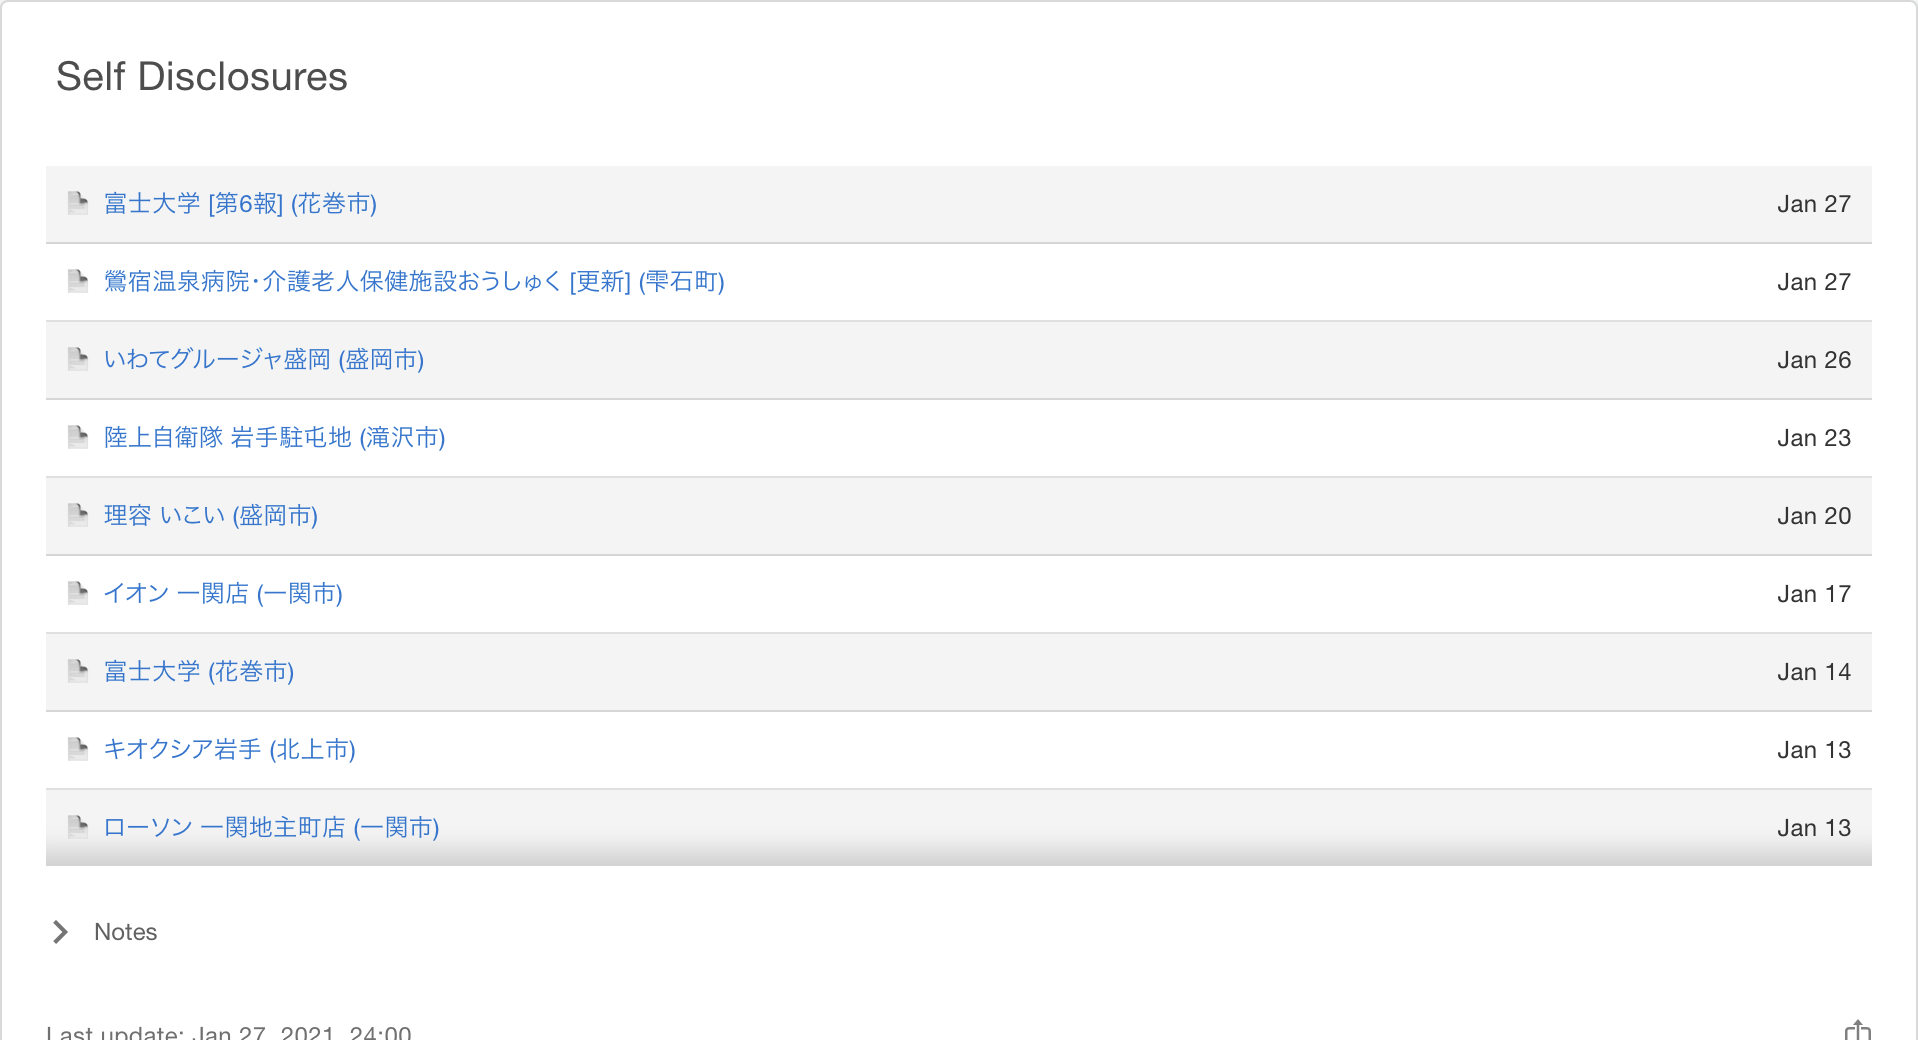 Self Disclosures
富士大学 [第6報] (花巻市) Jan 27
鶯宿温泉病院・介護老人保健施設おうしゅく [更新] (雫石町) Jan 27
いわてグルージャ盛岡 (盛岡市) Jan 26
陸上自衛隊 岩手駐屯地 (滝沢市) Jan 23
理容 いこい (盛岡市) Jan 20
イオン 一関店 (一関市) Jan 17
富士大学 (花巻市) Jan 14
キオクシア岩手 (北上市) Jan 13
ローソン 一関地主町店 (一関市) Jan 13
Notes
Last update: Jan 27, 2021, 24:00